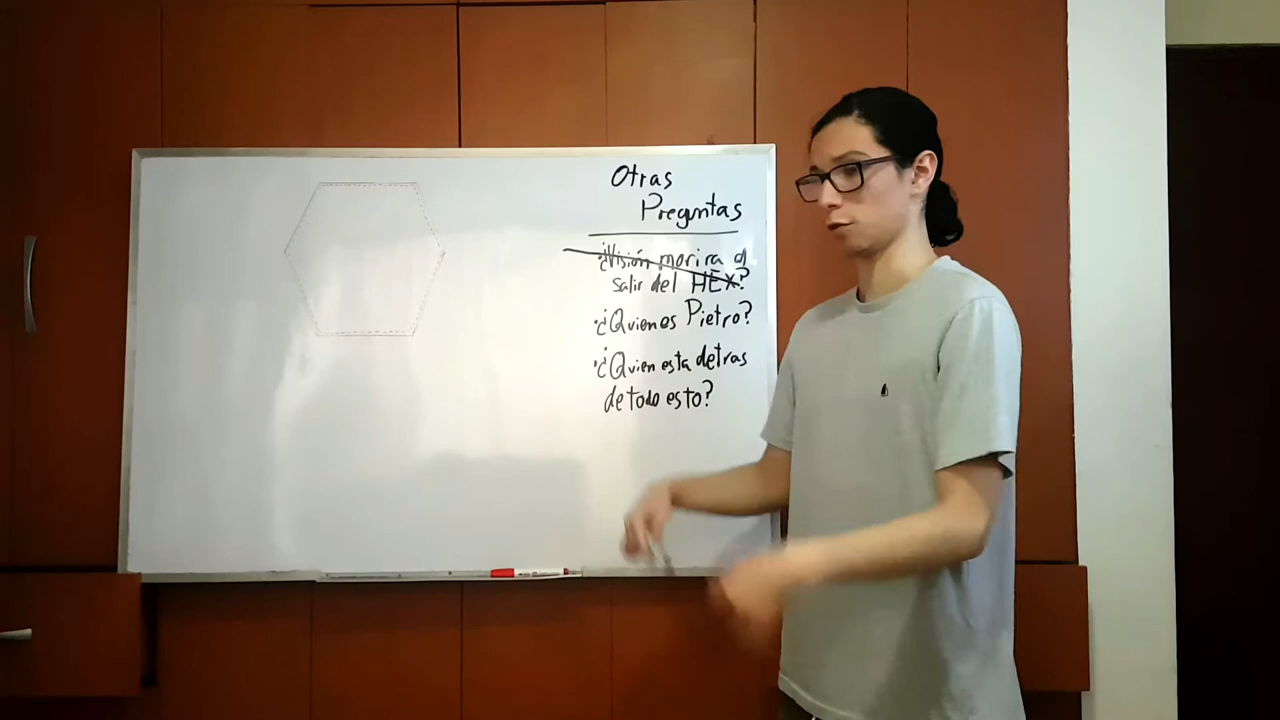 Otras
Preguntas
·¿Visión morira al
salir del HEX?
·¿Quien es Pietro?
·¿Quien esta detras
de todo esto?